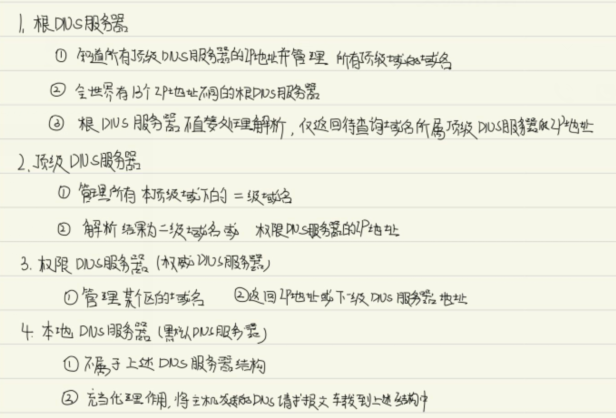 1. 根DNS服务器
① 知道所有顶级DNS服务器的IP地址并管理 所有顶级域和域名
② 全世界有13个IP地址不同的根DNS服务器
③ 根DNS服务器不直接处理解析,仅返回待查询域名所属顶级DNS服务器的IP地址
2. 顶级DNS服务器
① 管理所有本顶级域下的二级域名
② 解析结果为二级域名或 权限DNS服务器的IP地址
3. 权限DNS服务器(权威DNS服务器)
① 管理某个区的域名 ②返回IP地址或下一级DNS服务器地址
4. 本地DNS服务器(默认DNS服务器)
① 不属于上述DNS服务器结构
② 充当代理作用,将主机发出的DNS请求报文转发到上述结构中